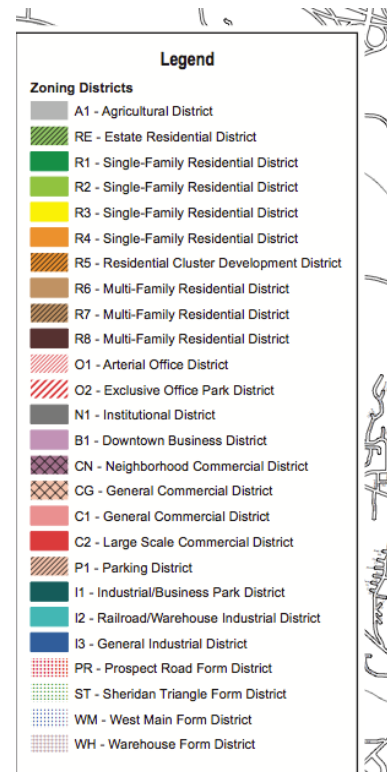 Legend
Zoning Districts
A1 - Agricultural District
RE - Estate Residential District
R1 - Single-Family Residential District
R2 - Single-Family Residential District
R3 - Single-Family Residential District
R4 - Single-Family Residential District
R5 - Residential Cluster Development District
R6 - Multi-Family Residential District
R7 - Multi-Family Residential District
R8 - Multi-Family Residential District
O1 - Arterial Office District
O2 - Exclusive Office Park District
N1 - Institutional District
B1 - Downtown Business District
CN - Neighborhood Commercial District
CG - General Commercial District
C1 - General Commercial District
C2 - Large Scale Commercial District
P1 - Parking District
I1 - Industrial/Business Park District
I2 - Railroad/Warehouse Industrial District
I3 - General Industrial District
PR - Prospect Road Form District
ST - Sheridan Triangle Form District
WM - West Main Form District
WH - Warehouse Form District